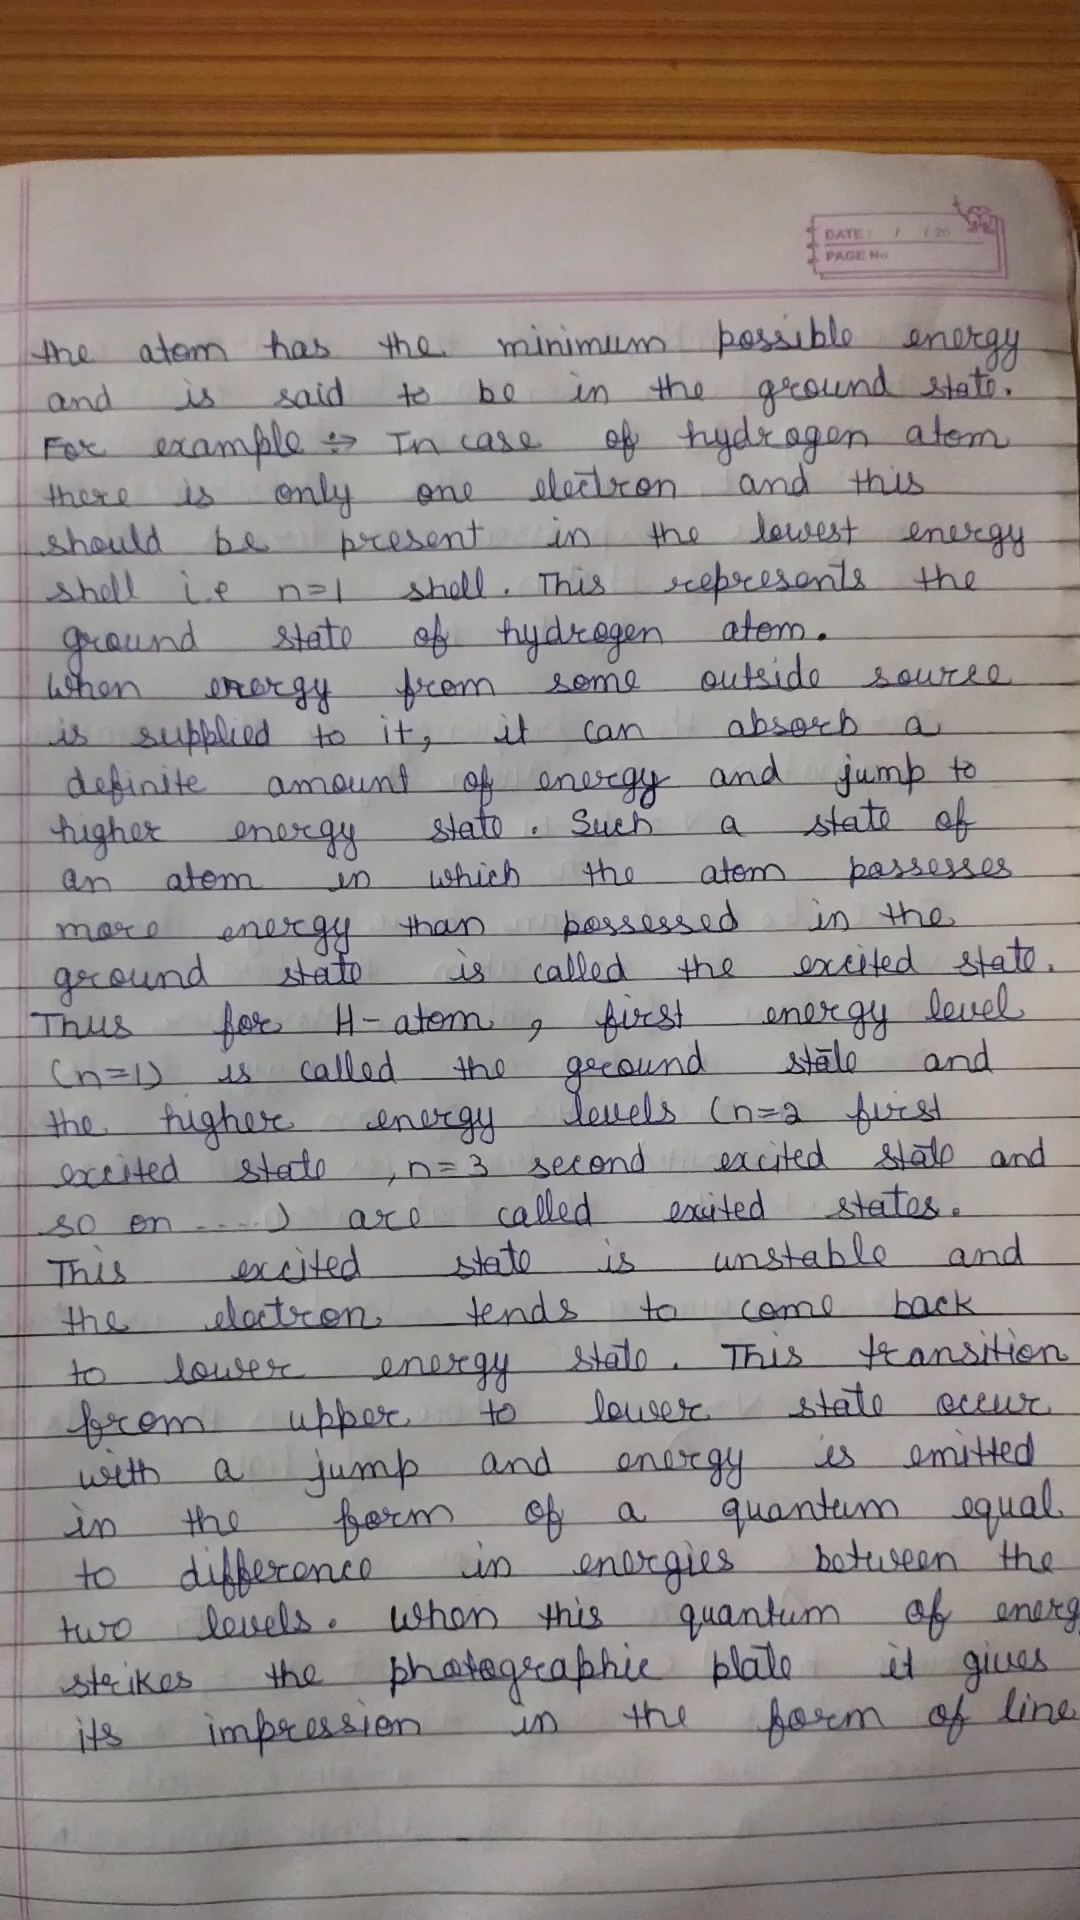 DATE: / / 20
PAGE No
the atom has the minimum possible energy
and is said to be in the ground state.
For example :→ In case of hydrogen atom
there is only one electron and this
should be present in the lowest energy
shell i.e n=1 shell. This represents the
ground state of hydrogen atom.
When energy from some outside source
is supplied to it, it can absorb a
definite amount of energy and jump to
higher energy state. Such a state of
an atom in which the atom possesses
more energy than possessed in the
ground state is called the excited state.
Thus for H-atom, first energy level
(n=1) is called the ground state and
the higher energy levels (n=2 first
excited state, n=3 second excited state and
so on ....) are called excited states.
This excited state is unstable and
the electron tends to come back
to lower energy state. This transition
from upper to lower state occur
with a jump and energy is emitted
in the form of a quantum equal
to difference in energies between the
two levels. When this quantum of energ
strikes the photographic plate it gives
its impression in the form of line